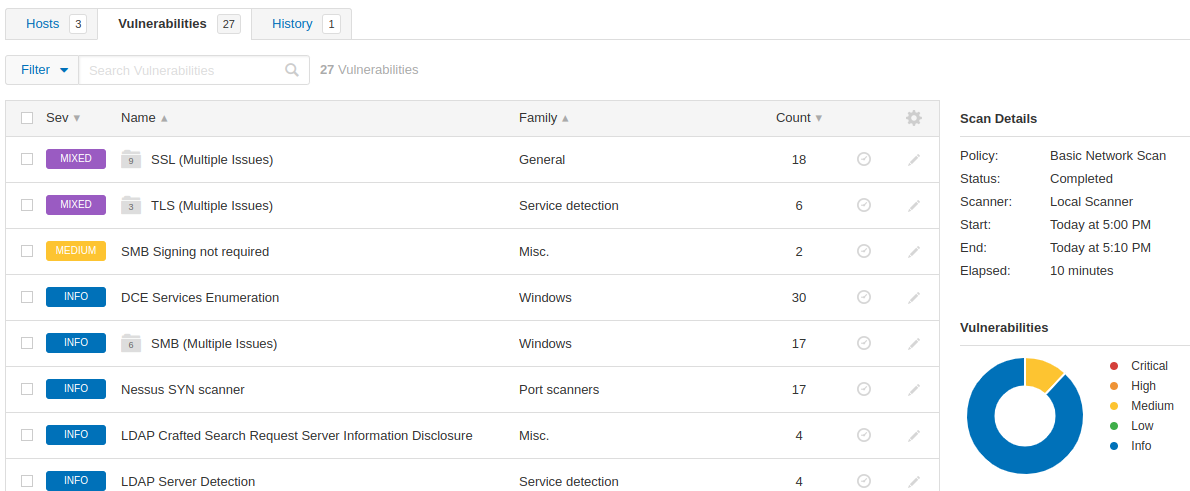 Hosts 3 Vulnerabilities 27 History 1
Filter Search Vulnerabilities 27 Vulnerabilities
Sev Name Family Count
MIXED 9 SSL (Multiple Issues) General 18
MIXED 3 TLS (Multiple Issues) Service detection 6
MEDIUM SMB Signing not required Misc. 2
INFO DCE Services Enumeration Windows 30
INFO 6 SMB (Multiple Issues) Windows 17
INFO Nessus SYN scanner Port scanners 17
INFO LDAP Crafted Search Request Server Information Disclosure Misc. 4
INFO LDAP Server Detection Service detection 4
Scan Details
Policy: Basic Network Scan
Status: Completed
Scanner: Local Scanner
Start: Today at 5:00 PM
End: Today at 5:10 PM
Elapsed: 10 minutes
Vulnerabilities
Critical
High
Medium
Low
Info